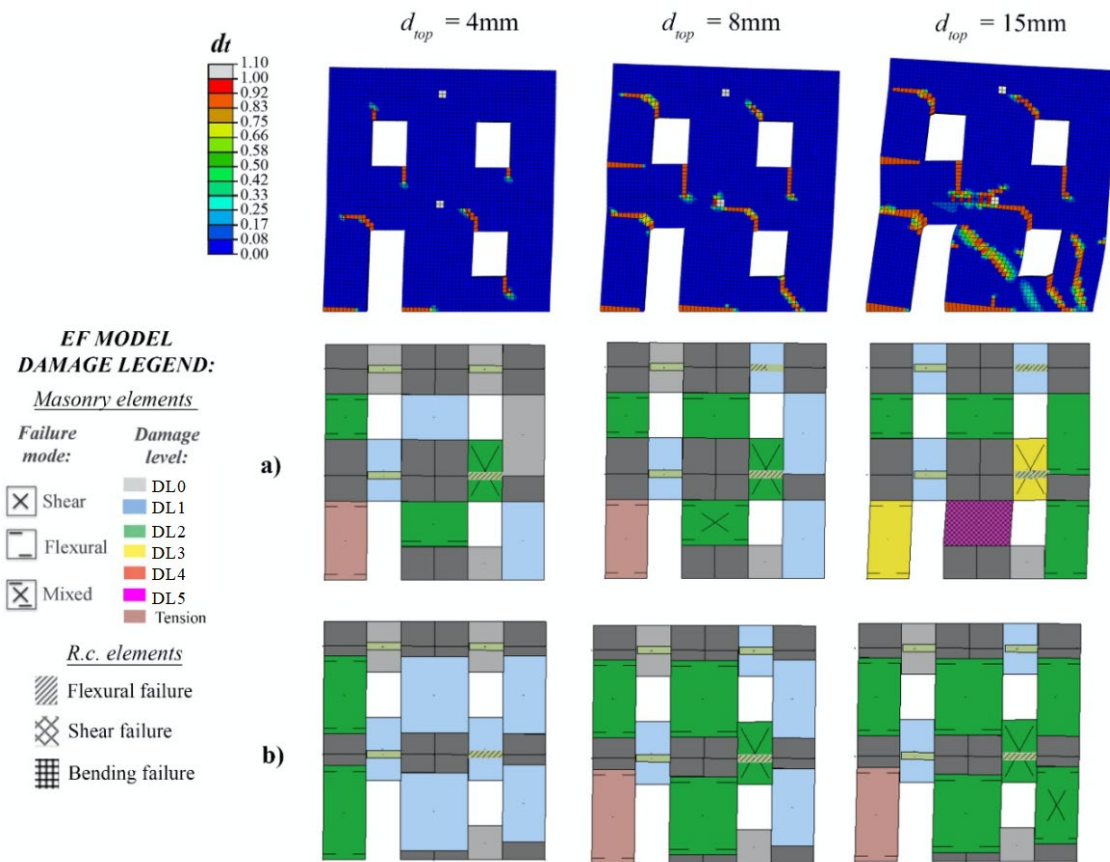 d_top = 4mm
d_top = 8mm
d_top = 15mm
dt
1.10
1.00
0.92
0.83
0.75
0.66
0.58
0.50
0.42
0.33
0.25
0.17
0.08
0.00
EF MODEL
DAMAGE LEGEND:
Masonry elements
Failure mode:
Damage level:
Shear
Flexural
Mixed
DL0
DL1
DL2
DL3
DL4
DL5
Tension
R.c. elements
Flexural failure
Shear failure
Bending failure
a)
b)